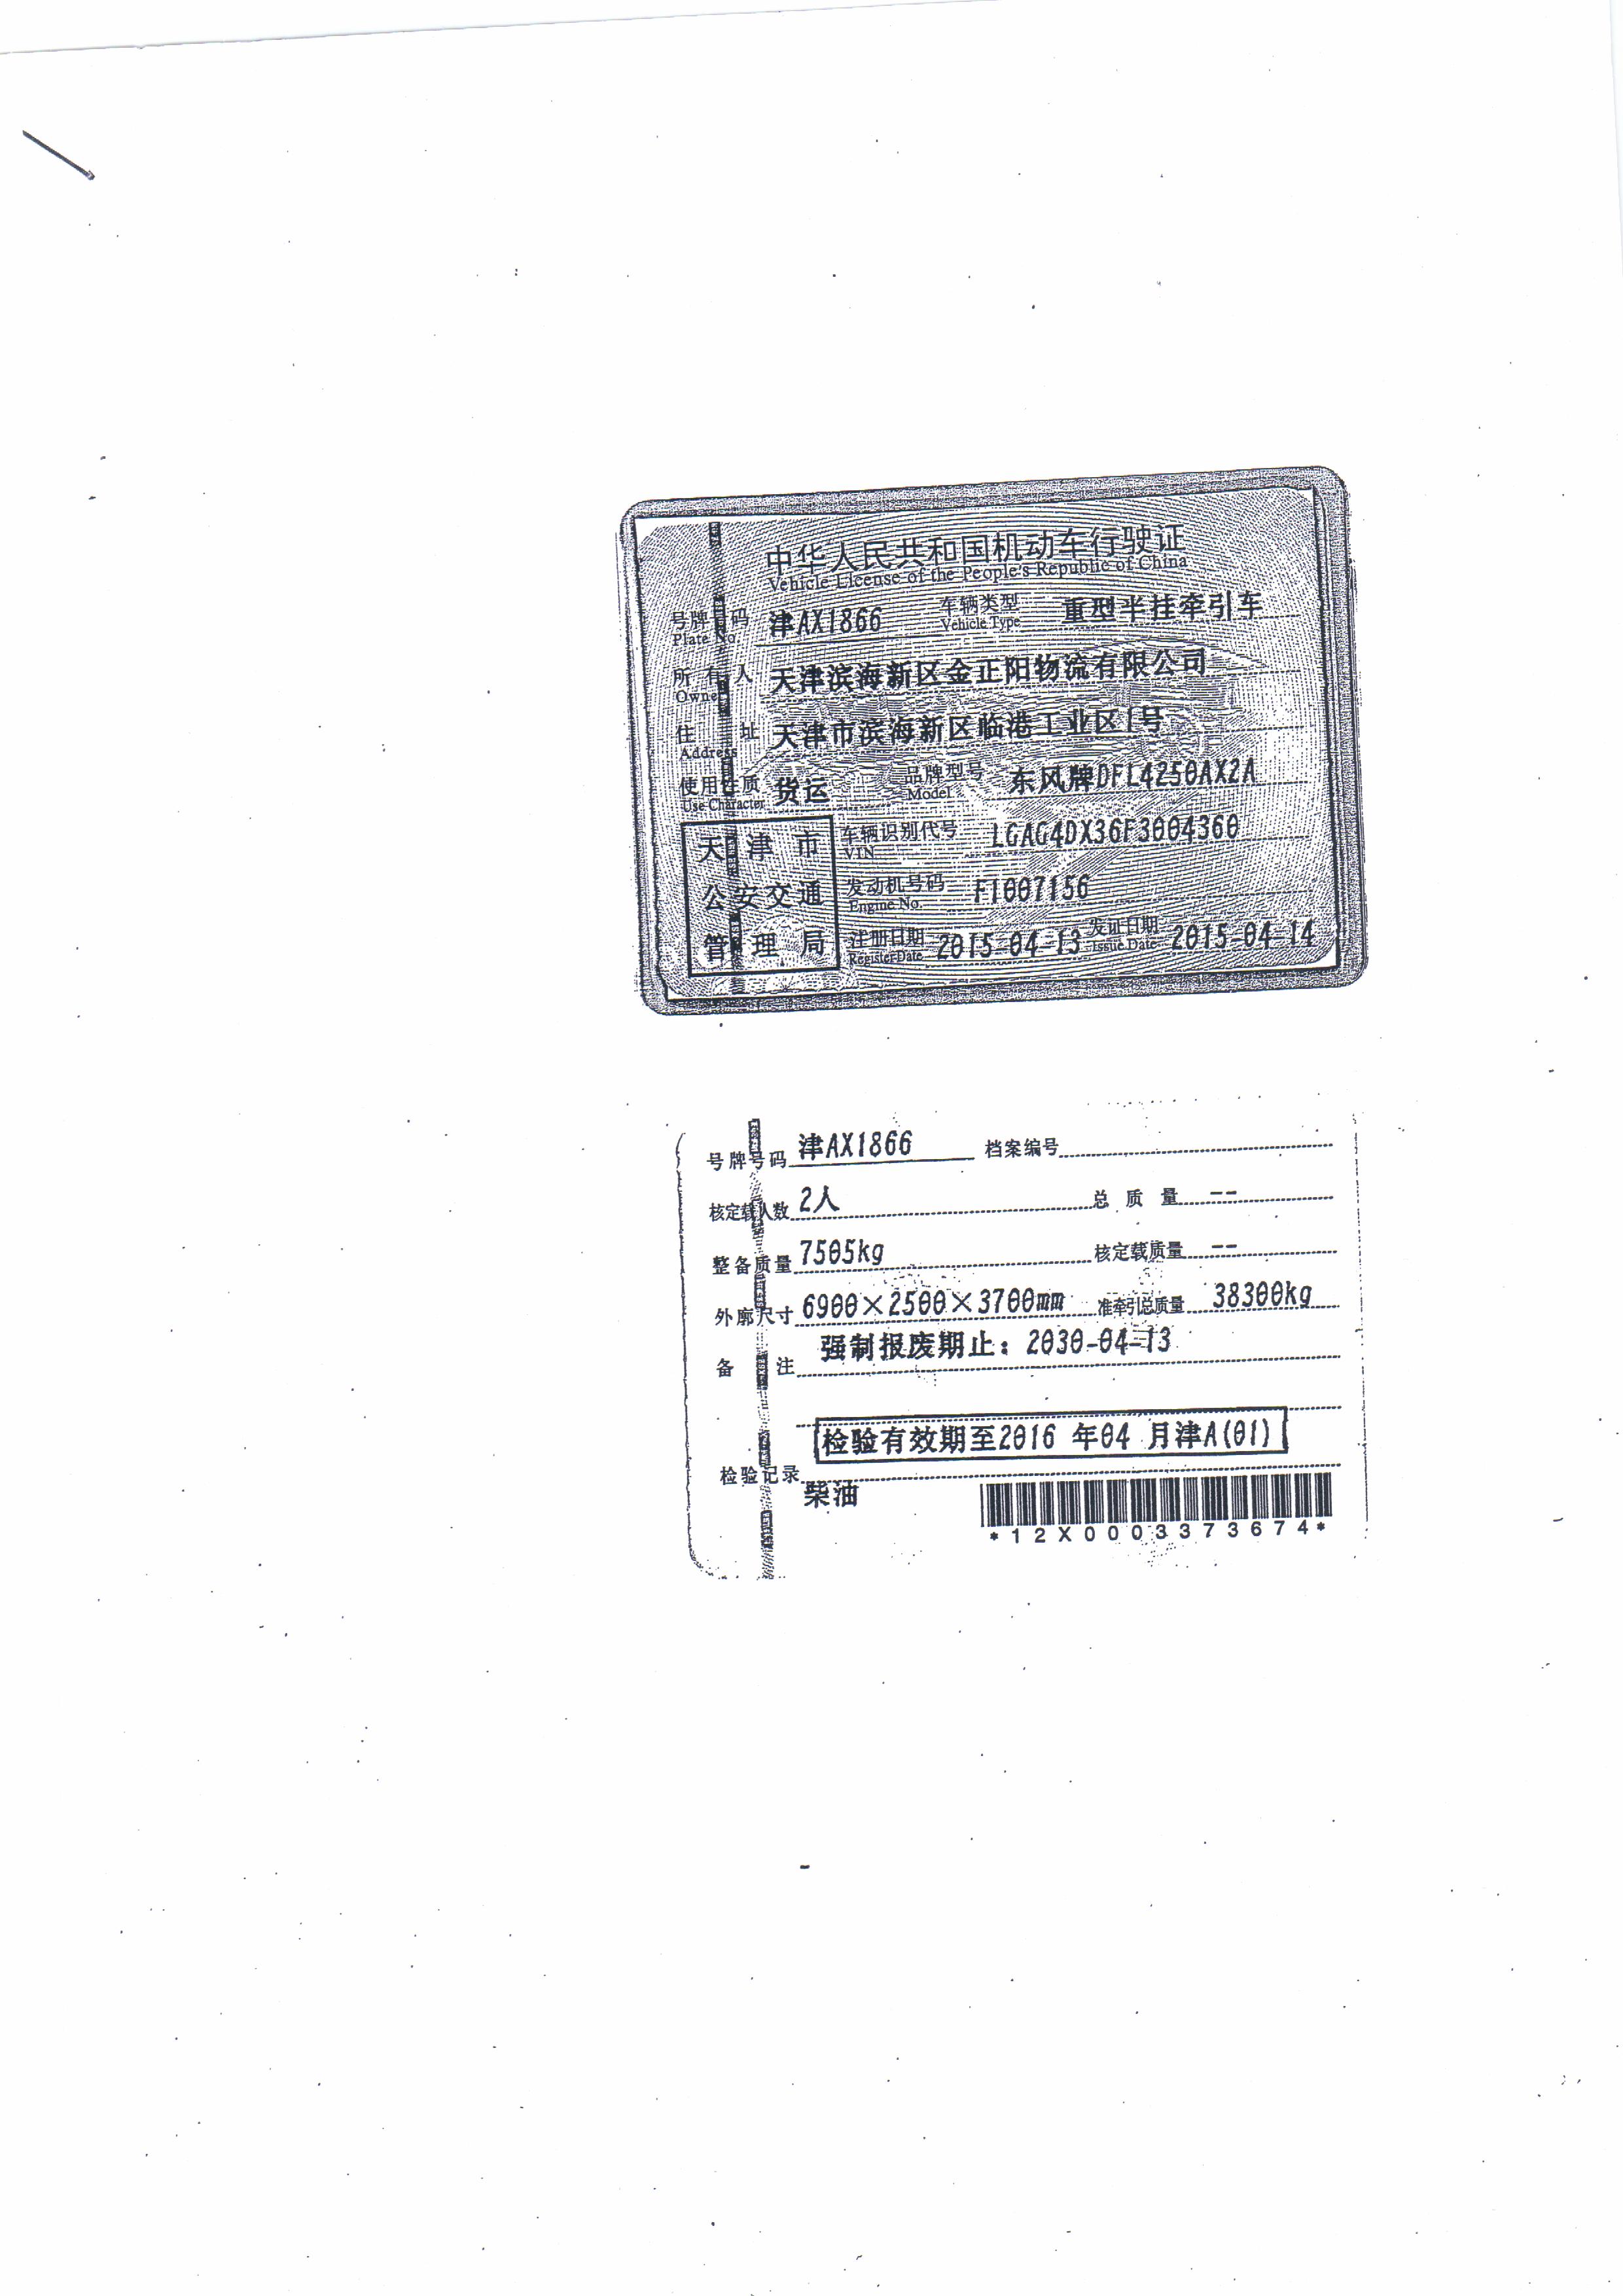 中华人民共和国机动车行驶证
Vehicle License of the People's Republic of China
号牌号码 津AX1866 车辆类型 重型半挂牵引车
Plate No. Vehicle Type
所有人 天津滨海新区金正阳物流有限公司
Owner
住址 天津市滨海新区临港工业区1号
Address
使用性质 货运 品牌型号 东风牌DFL4250AX2A
Use Character Model
天津市 车辆识别代号 LGAG4DX36F3004360
VIN
公安交通 发动机号码 F1007156
Engine No.
管理局 注册日期 2015-04-13 发证日期 2015-04-14
Register Date Issue Date
号牌号码 津AX1866 档案编号
核定载人数 2人 总质量 --
整备质量 7505kg 核定载质量 --
外廓尺寸 6900×2500×3700mm 准牵引总质量 38300kg
备注 强制报废期止：2030-04-13
检验有效期至2016 年04 月津A(01)
检验记录
柴油
*12X0003373674*